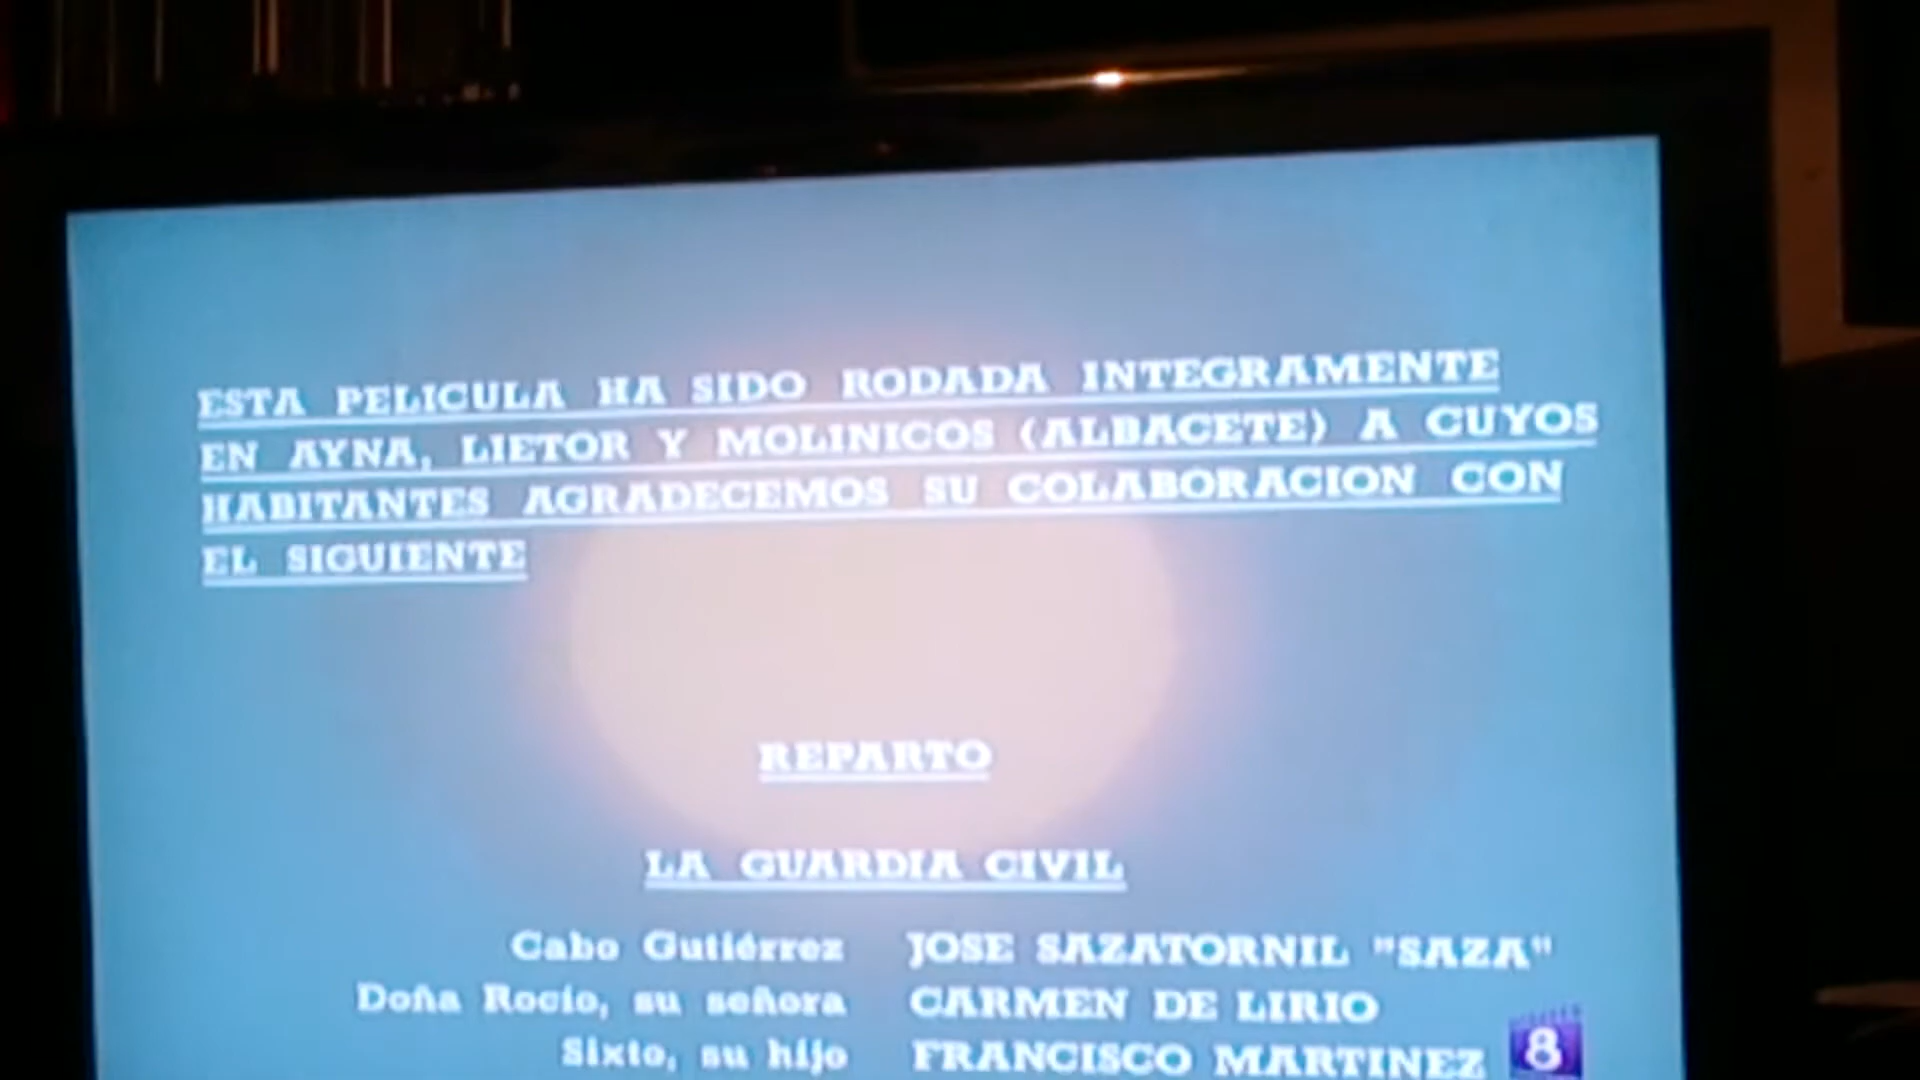 ESTA PELICULA HA SIDO RODADA INTEGRAMENTE
EN AYNA, LIETOR Y MOLINICOS (ALBACETE) A CUYOS
HABITANTES AGRADECEMOS SU COLABORACION CON
EL SIGUIENTE
REPARTO
LA GUARDIA CIVIL
Cabo Gutiérrez JOSE SAZATORNIL "SAZA"
Doña Rocío, su señora CARMEN DE LIRIO
Sixto, su hijo FRANCISCO MARTINEZ
8